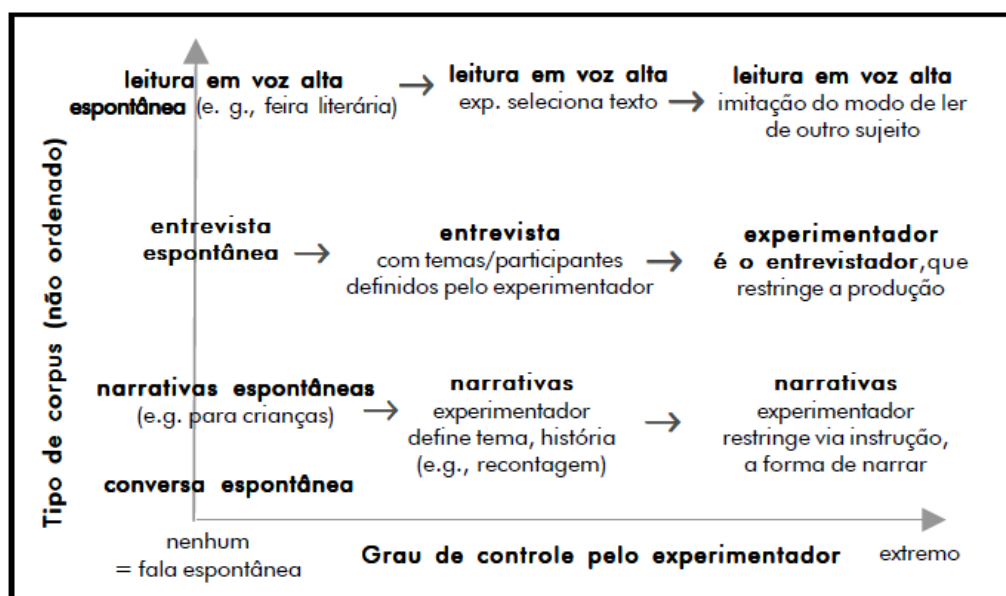 Tipo de corpus (não ordenado)
leitura em voz alta
espontânea (e. g., feira literária)
→
leitura em voz alta
exp. seleciona texto
→
leitura em voz alta
imitação do modo de ler
de outro sujeito
entrevista
espontânea
→
entrevista
com temas/participantes
definidos pelo experimentador
→
experimentador
é o entrevistador,que
restringe a produção
narrativas espontâneas
(e.g. para crianças)
→
narrativas
experimentador
define tema, história
(e.g., recontagem)
→
narrativas
experimentador
restringe via instrução,
a forma de narrar
conversa espontânea
nenhum
= fala espontânea
Grau de controle pelo experimentador
extremo